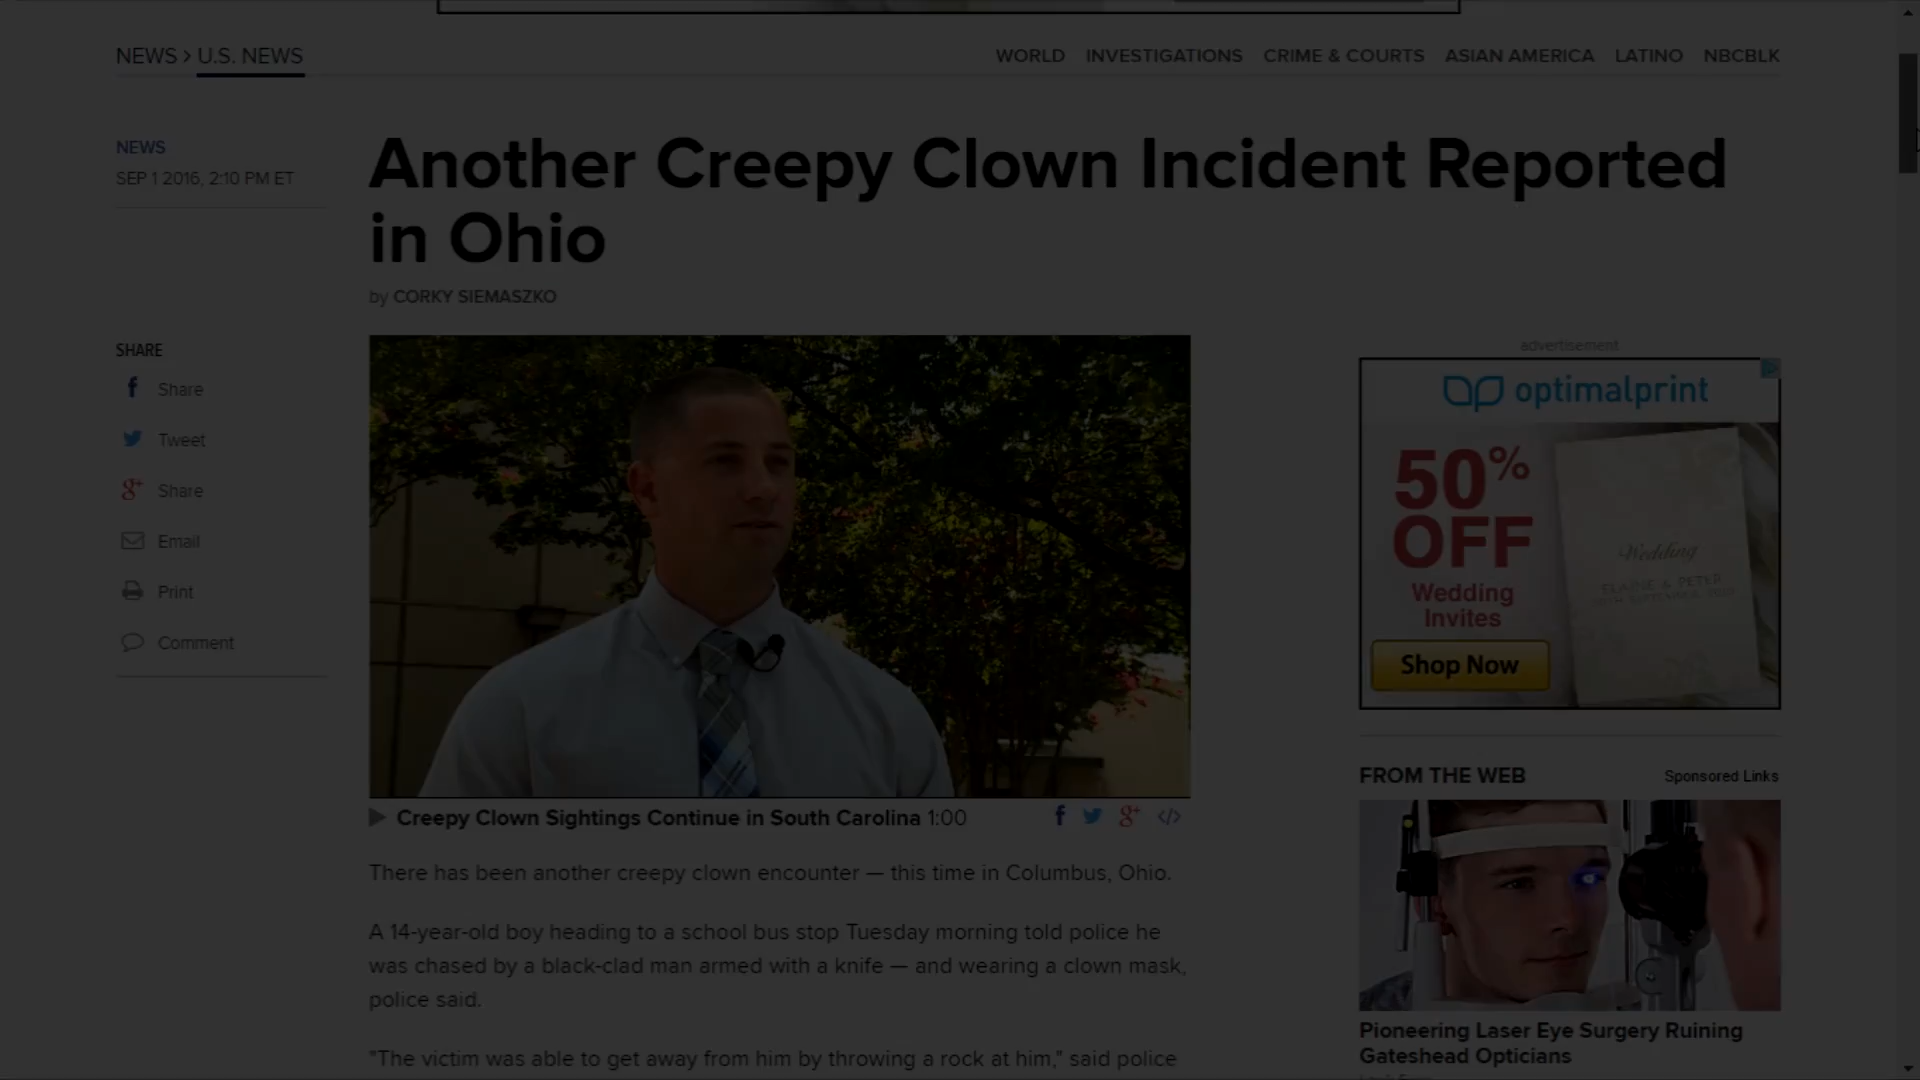 NEWS > U.S. NEWS
WORLD INVESTIGATIONS CRIME & COURTS ASIAN AMERICA LATINO NBCBLK
NEWS
SEP 1 2016, 2:10 PM ET
Another Creepy Clown Incident Reported
in Ohio
by CORKY SIEMASZKO
SHARE
Share
Tweet
Share
Email
Print
Comment
advertisement
optimalprint
50%
OFF
Wedding
Invites
Shop Now
Wedding
ELAINE & PETER
Creepy Clown Sightings Continue in South Carolina 1:00
There has been another creepy clown encounter — this time in Columbus, Ohio.
A 14-year-old boy heading to a school bus stop Tuesday morning told police he
was chased by a black-clad man armed with a knife — and wearing a clown mask,
police said.
"The victim was able to get away from him by throwing a rock at him," said police
FROM THE WEB
Sponsored Links
Pioneering Laser Eye Surgery Ruining
Gateshead Opticians